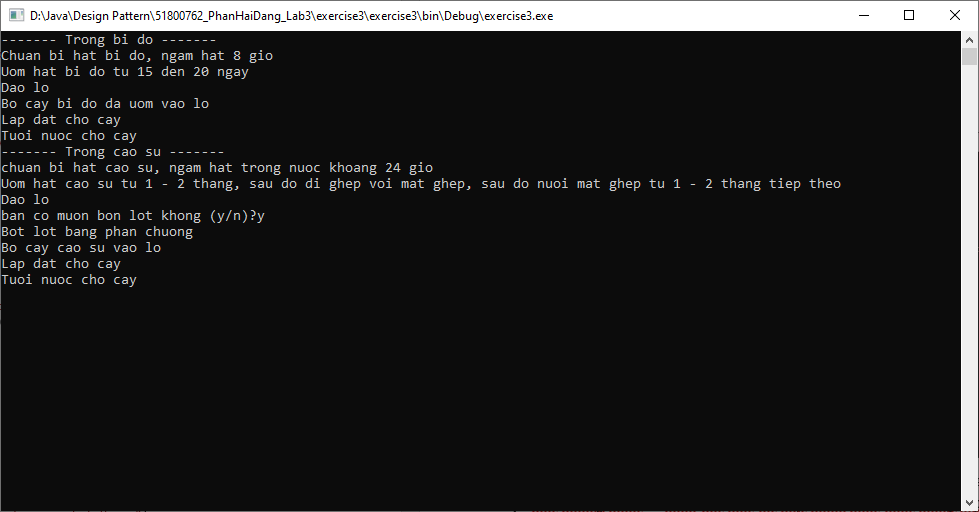 D:\Java\Design Pattern\51800762_PhanHaiDang_Lab3\exercise3\exercise3\bin\Debug\exercise3.exe
------- Trong bi do -------
Chuan bi hat bi do, ngam hat 8 gio
Uom hat bi do tu 15 den 20 ngay
Dao lo
Bo cay bi do da uom vao lo
Lap dat cho cay
Tuoi nuoc cho cay
------- Trong cao su -------
chuan bi hat cao su, ngam hat trong nuoc khoang 24 gio
Uom hat cao su tu 1 - 2 thang, sau do di ghep voi mat ghep, sau do nuoi mat ghep tu 1 - 2 thang tiep theo
Dao lo
ban co muon bon lot khong (y/n)?y
Bot lot bang phan chuong
Bo cay cao su vao lo
Lap dat cho cay
Tuoi nuoc cho cay